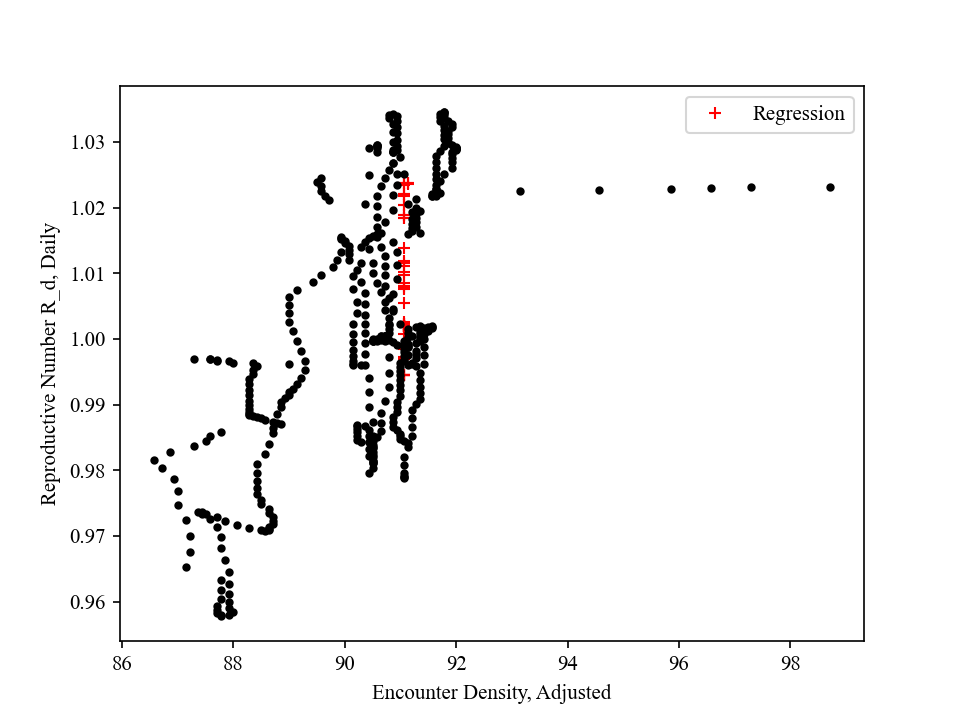 Regression
1.03
1.02
1.01
1.00
0.99
0.98
0.97
0.96
Reproductive Number R_d, Daily
86 88 90 92 94 96 98
Encounter Density, Adjusted